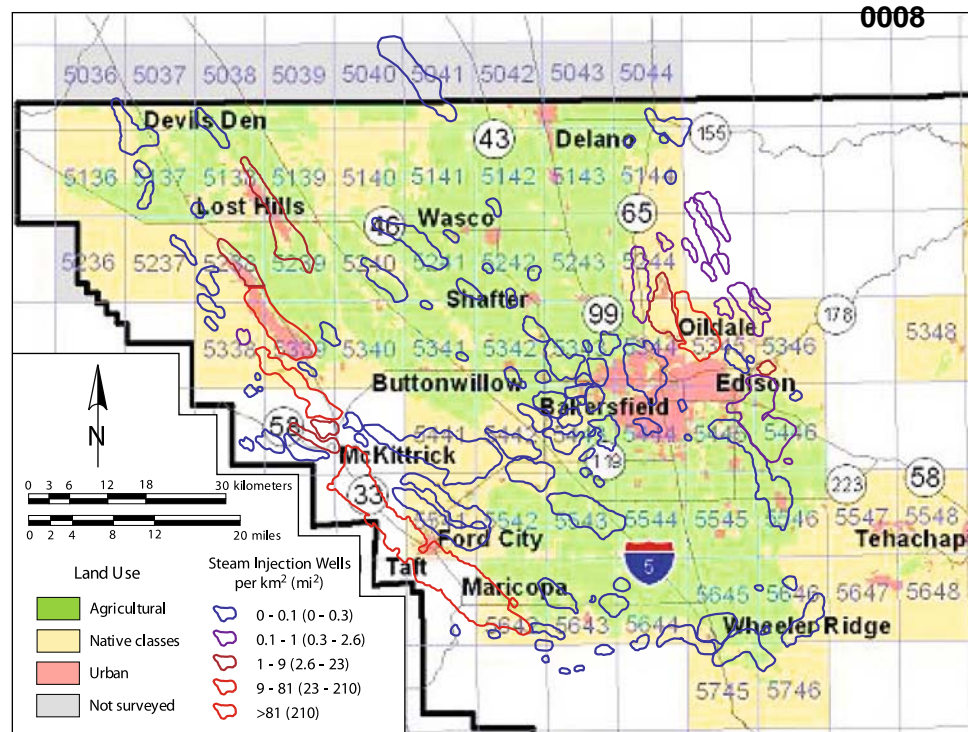 0008
5036 5037 5038 5039 5040 5041 5042 5043 5044
Devils Den
43
Delano
155
5136 5137 5138 5139 5140 5141 5142 5143 5144
Lost Hills
46
Wasco
65
5236 5237 5238 5239 5240 5241 5242 5243 5244
Shafter
99
Oildale
178
5338 5339 5340 5341 5342 5343 5344 5345 5346 5348
Buttonwillow
Edison
Bakersfield
58
5441 5442 5444 5446
McKittrick
119
33
223
58
5542 5543 5544 5545 5546 5547 5548
Ford City
Tehachap
Taft
5
Maricopa
5645 5646 5647 5648
5642 5643 5644
Wheeler Ridge
5745 5746
N
0 3 6 12 18 30 kilometers
0 2 4 8 12 20 miles
Land Use
Agricultural
Native classes
Urban
Not surveyed
Steam Injection Wells
per km² (mi²)
0 - 0.1 (0 - 0.3)
0.1 - 1 (0.3 - 2.6)
1 - 9 (2.6 - 23)
9 - 81 (23 - 210)
>81 (210)